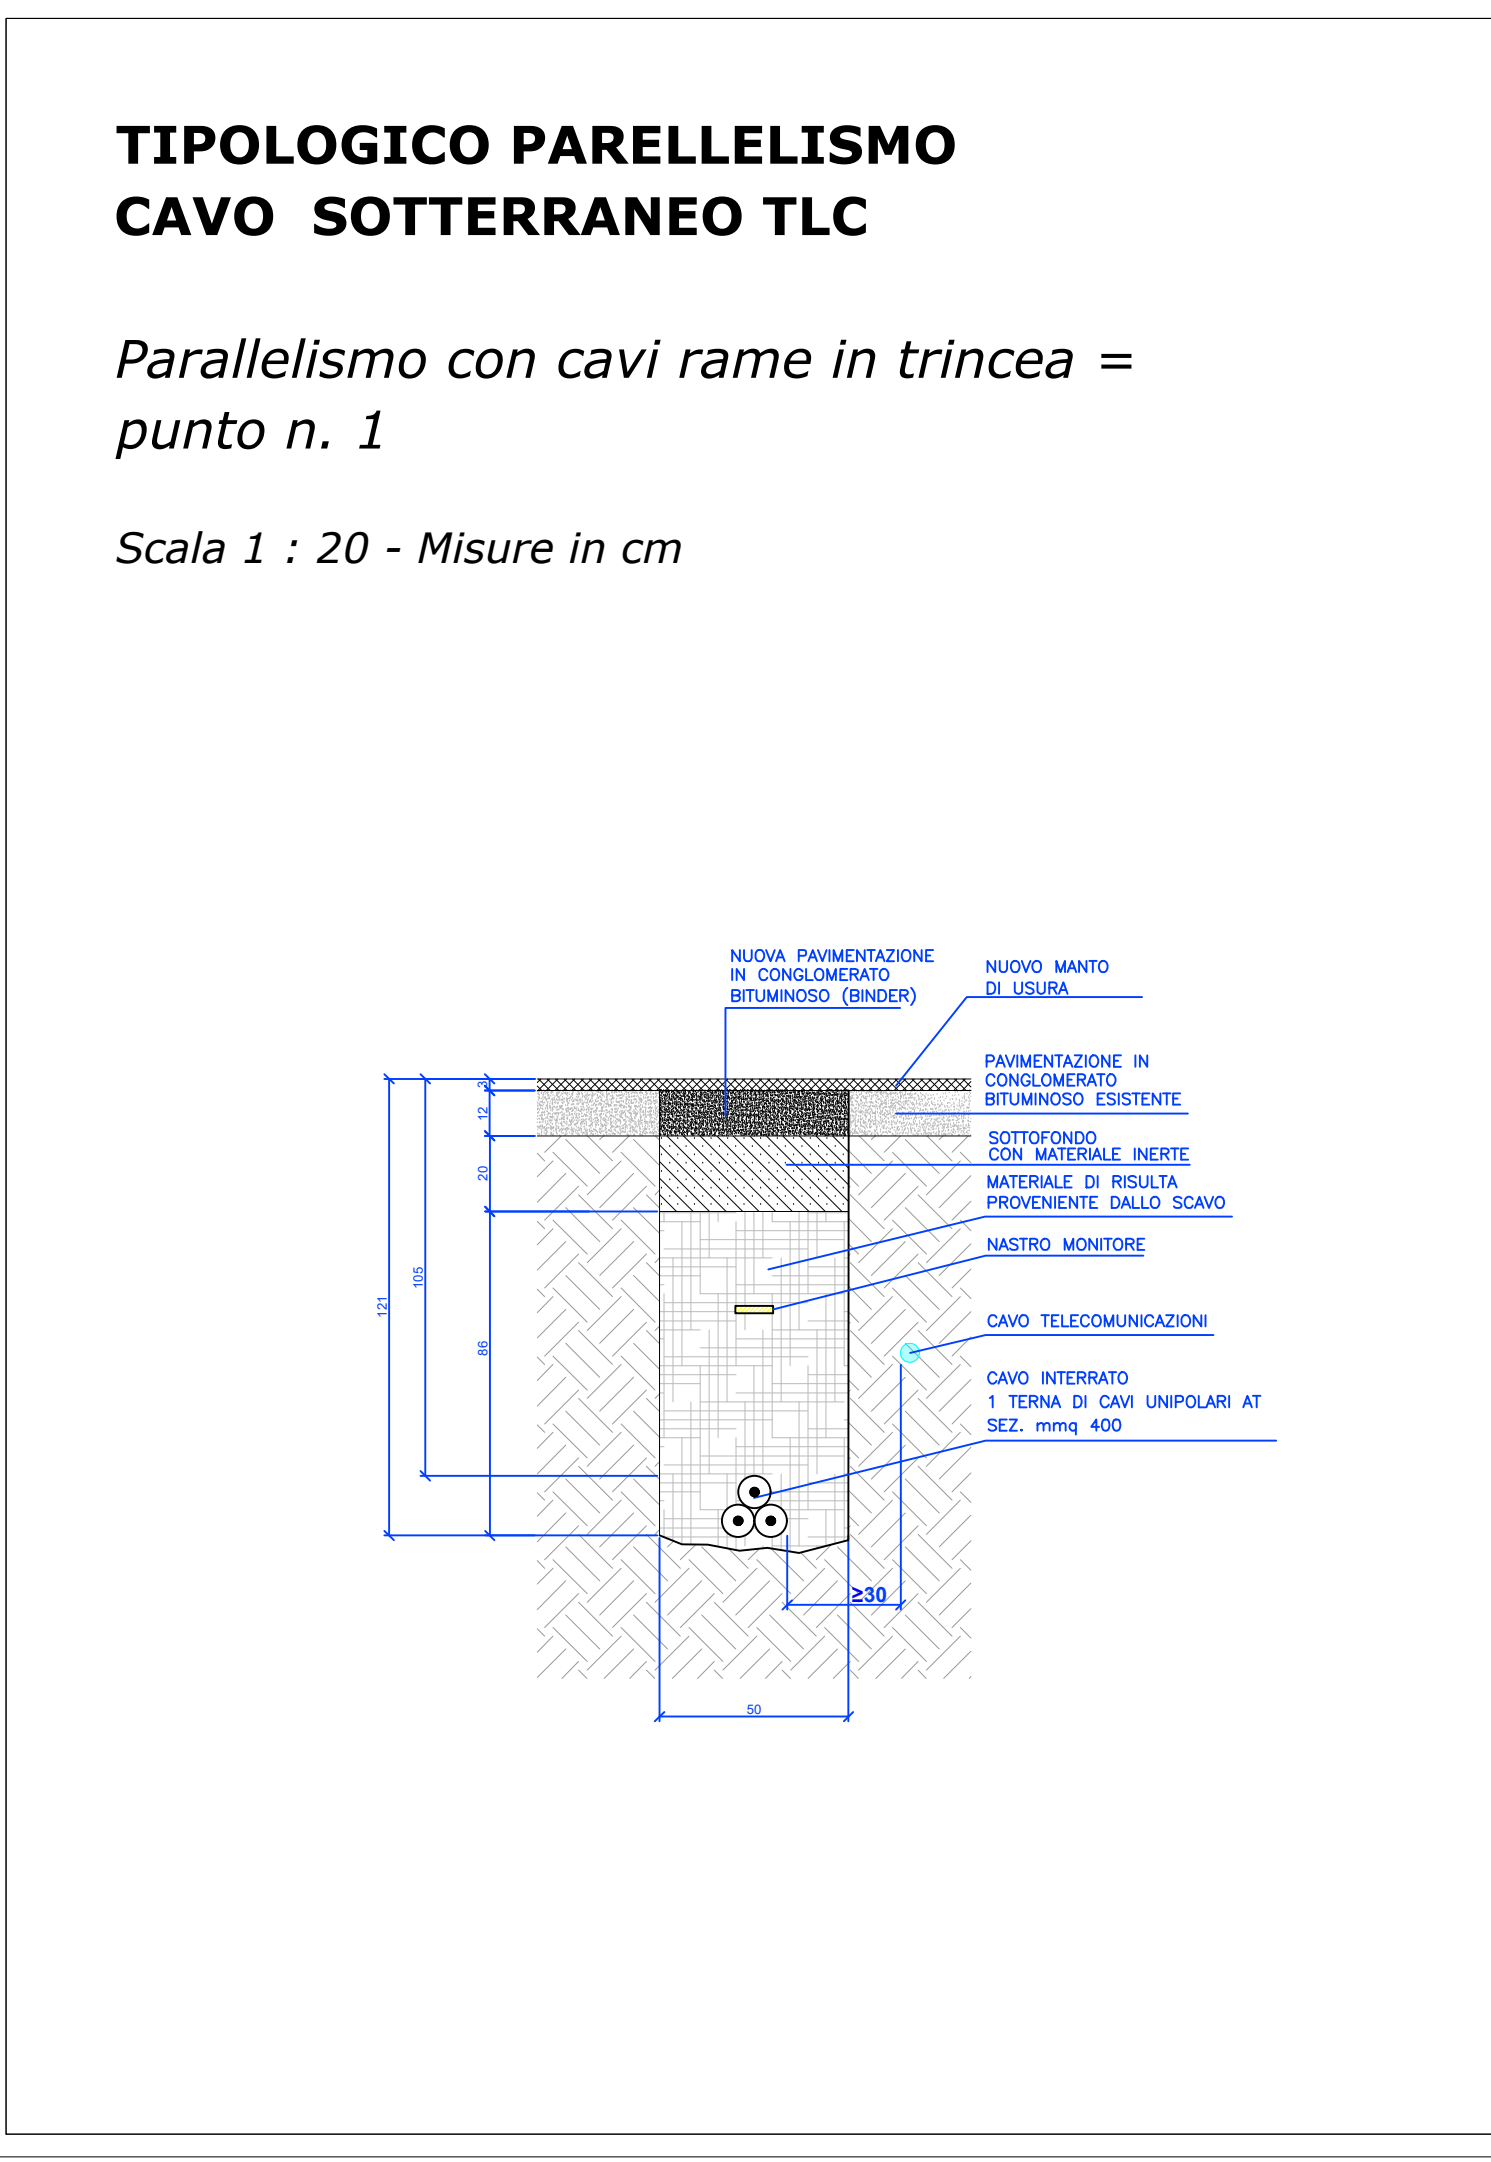 TIPOLOGICO PARELLELISMO
CAVO SOTTERRANEO TLC
Parallelismo con cavi rame in trincea =
punto n. 1
Scala 1 : 20 - Misure in cm
NUOVA PAVIMENTAZIONE
IN CONGLOMERATO
BITUMINOSO (BINDER)
NUOVO MANTO
DI USURA
PAVIMENTAZIONE IN
CONGLOMERATO
BITUMINOSO ESISTENTE
SOTTOFONDO
CON MATERIALE INERTE
MATERIALE DI RISULTA
PROVENIENTE DALLO SCAVO
NASTRO MONITORE
CAVO TELECOMUNICAZIONI
CAVO INTERRATO
1 TERNA DI CAVI UNIPOLARI AT
SEZ. mmq 400
3
12
20
105
121
86
≥30
50